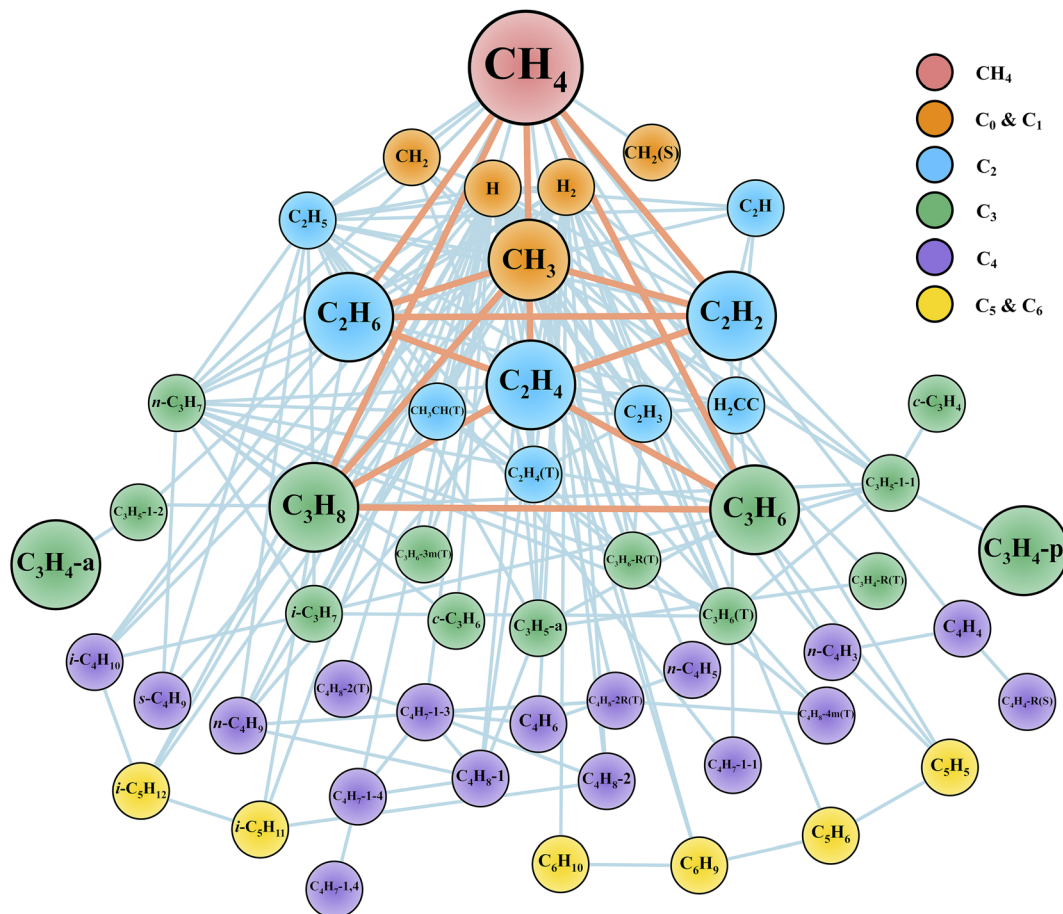 CH₄
CH₄
CH₂
CH₂(S)
C₀ & C₁
H
H₂
C₂
C₂H₅
C₂H
C₃
CH₃
C₄
C₂H₆
C₂H₂
C₅ & C₆
C₂H₄
n-C₃H₇
CH₃CH(T)
C₂H₃
H₂CC
c-C₃H₄
C₂H₄(T)
C₃H₅-1-1
C₃H₅-1-2
C₃H₈
C₃H₆
C₃H₄-a
C₃H₆-3m(T)
C₃H₆-R(T)
C₃H₄-R(T)
C₃H₄-p
i-C₃H₇
c-C₃H₆
C₃H₅-a
C₃H₆(T)
i-C₄H₁₀
n-C₄H₅
n-C₄H₃
C₄H₄
s-C₄H₉
n-C₄H₉
C₄H₈-2(T)
C₄H₇-1-3
C₄H₆
C₄H₈-2R(T)
C₄H₈-4m(T)
C₄H₄-R(S)
i-C₅H₁₂
C₄H₇-1-4
C₄H₈-1
C₄H₈-2
C₄H₇-1-1
C₅H₅
i-C₅H₁₁
C₅H₆
C₄H₇-1,4
C₆H₁₀
C₆H₉